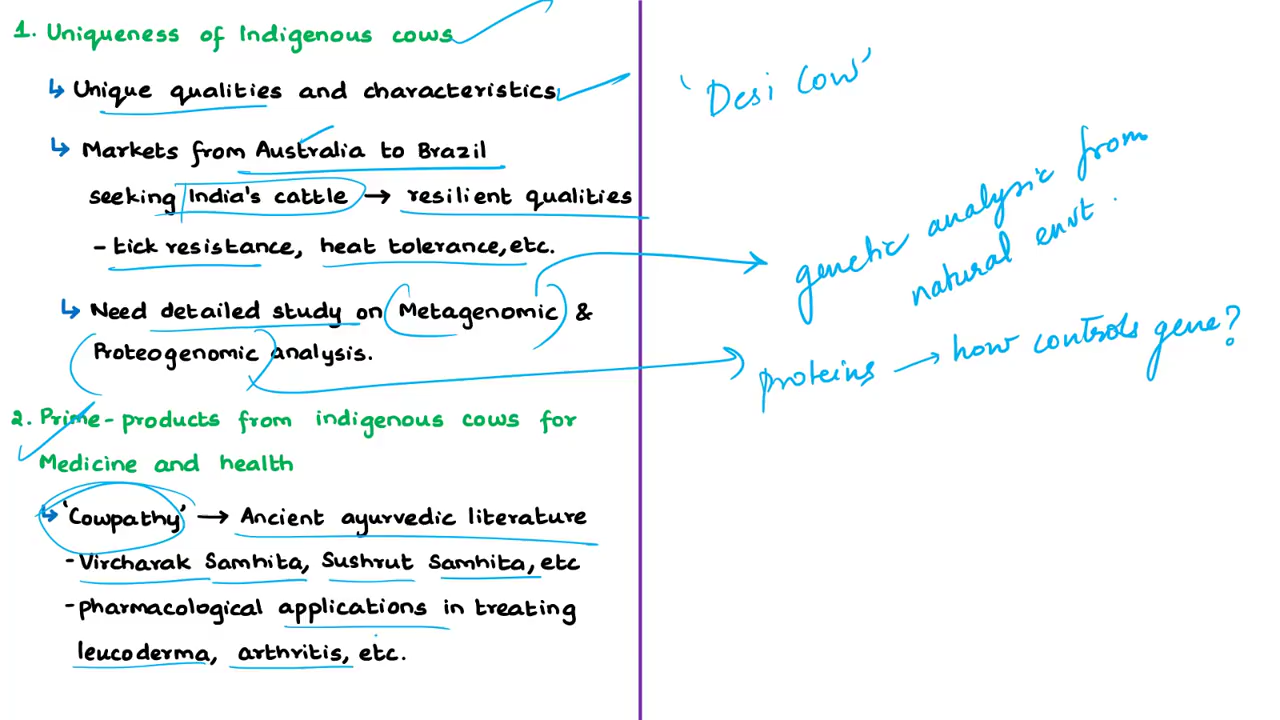 1. Uniqueness of Indigenous cows
↳ Unique qualities and characteristics
↳ Markets from Australia to Brazil
seeking India's cattle → resilient qualities
- tick resistance, heat tolerance, etc.
↳ Need detailed study on Metagenomic &
Proteogenomic analysis.
2. Prime-products from indigenous cows for
Medicine and health
↳ 'Cowpathy' → Ancient ayurvedic literature
- Vircharak Samhita, Sushrut Samhita, etc
- pharmacological applications in treating
leucoderma, arthritis, etc.
'Desi Cow'
genetic analysis from
natural envt.
proteins → how controls gene?